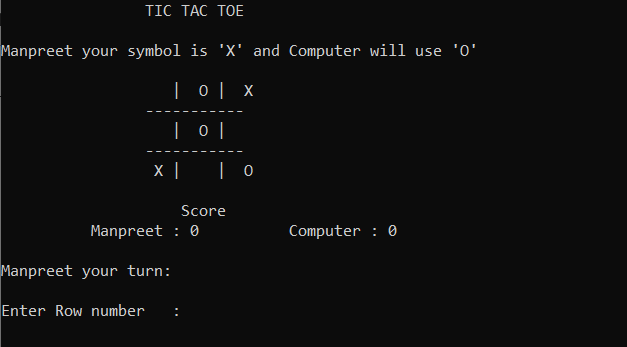 TIC TAC TOE
Manpreet your symbol is 'X' and Computer will use 'O'
| O | X
-----------
| O |
-----------
X | | O
Score
Manpreet : 0 Computer : 0
Manpreet your turn:
Enter Row number :